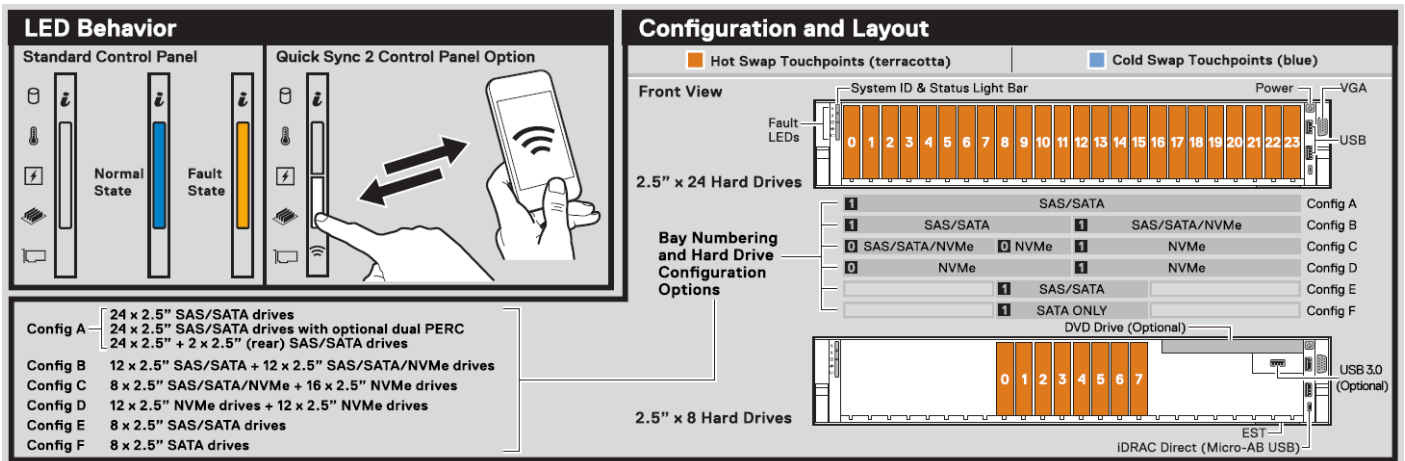 LED Behavior
Standard Control Panel
Quick Sync 2 Control Panel Option
i
i
i
i
Normal
State
Fault
State
Configuration and Layout
Hot Swap Touchpoints (terracotta)
Cold Swap Touchpoints (blue)
Front View
System ID & Status Light Bar
Power
VGA
Fault
LEDs
USB
0 1 2 3 4 5 6 7 8 9 10 11 12 13 14 15 16 17 18 19 20 21 22 23
2.5” x 24 Hard Drives
Bay Numbering
and Hard Drive
Configuration
Options
1 SAS/SATA Config A
1 SAS/SATA 1 SAS/SATA/NVMe Config B
0 SAS/SATA/NVMe 0 NVMe 1 NVMe Config C
0 NVMe 1 NVMe Config D
1 SAS/SATA Config E
1 SATA ONLY Config F
DVD Drive (Optional)
0 1 2 3 4 5 6 7
USB 3.0
(Optional)
2.5” x 8 Hard Drives
EST
iDRAC Direct (Micro-AB USB)
Config A
24 x 2.5” SAS/SATA drives
24 x 2.5” SAS/SATA drives with optional dual PERC
24 x 2.5” + 2 x 2.5” (rear) SAS/SATA drives
Config B 12 x 2.5” SAS/SATA + 12 x 2.5” SAS/SATA/NVMe drives
Config C 8 x 2.5” SAS/SATA/NVMe + 16 x 2.5” NVMe drives
Config D 12 x 2.5” NVMe drives + 12 x 2.5” NVMe drives
Config E 8 x 2.5” SAS/SATA drives
Config F 8 x 2.5” SATA drives